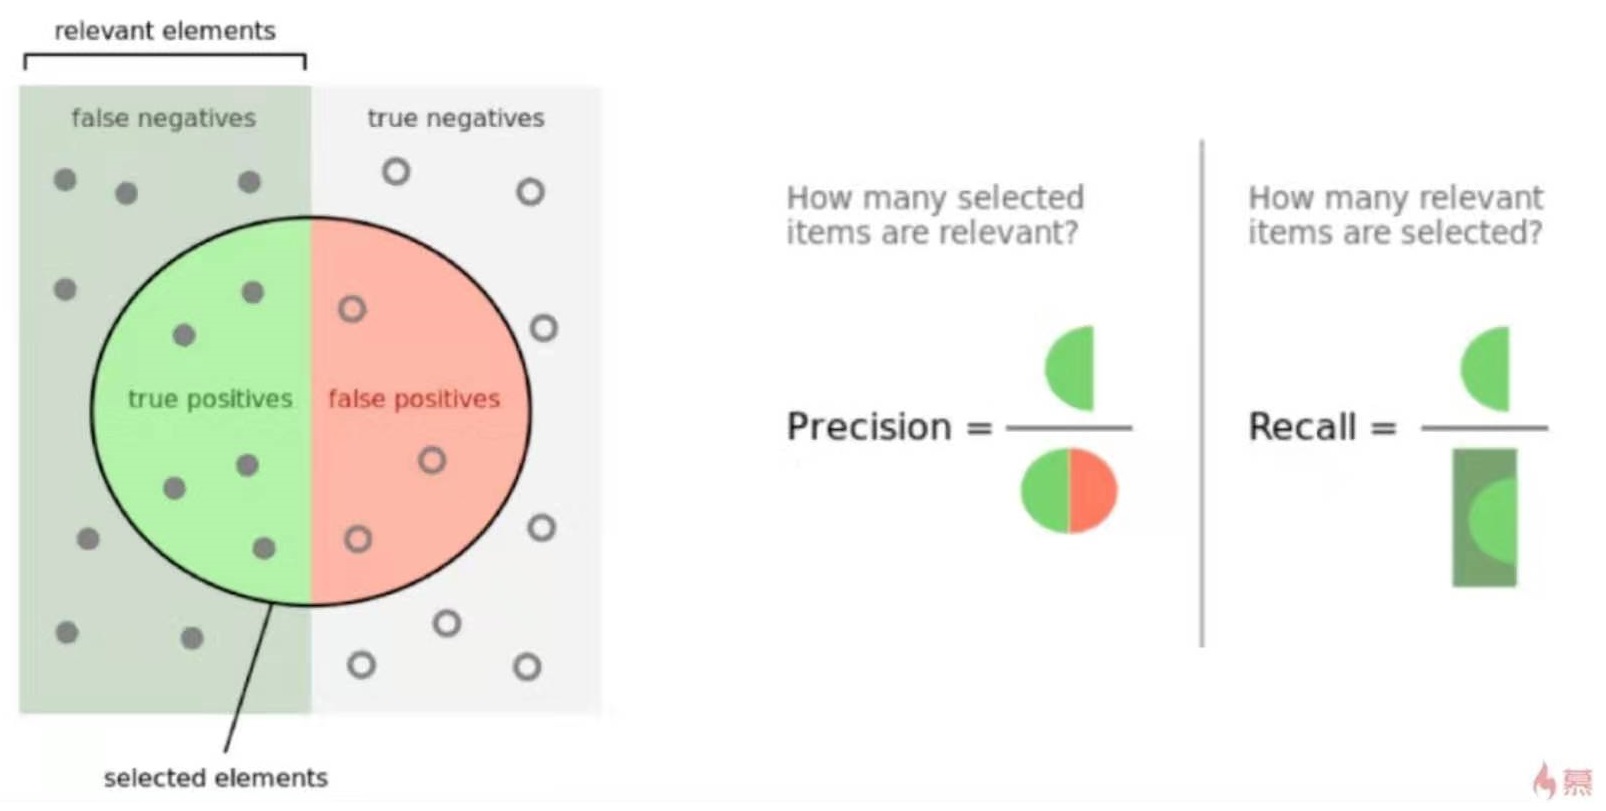 relevant elements
false negatives
true negatives
true positives
false positives
selected elements
How many selected
items are relevant?
Precision =
How many relevant
items are selected?
Recall =
慕